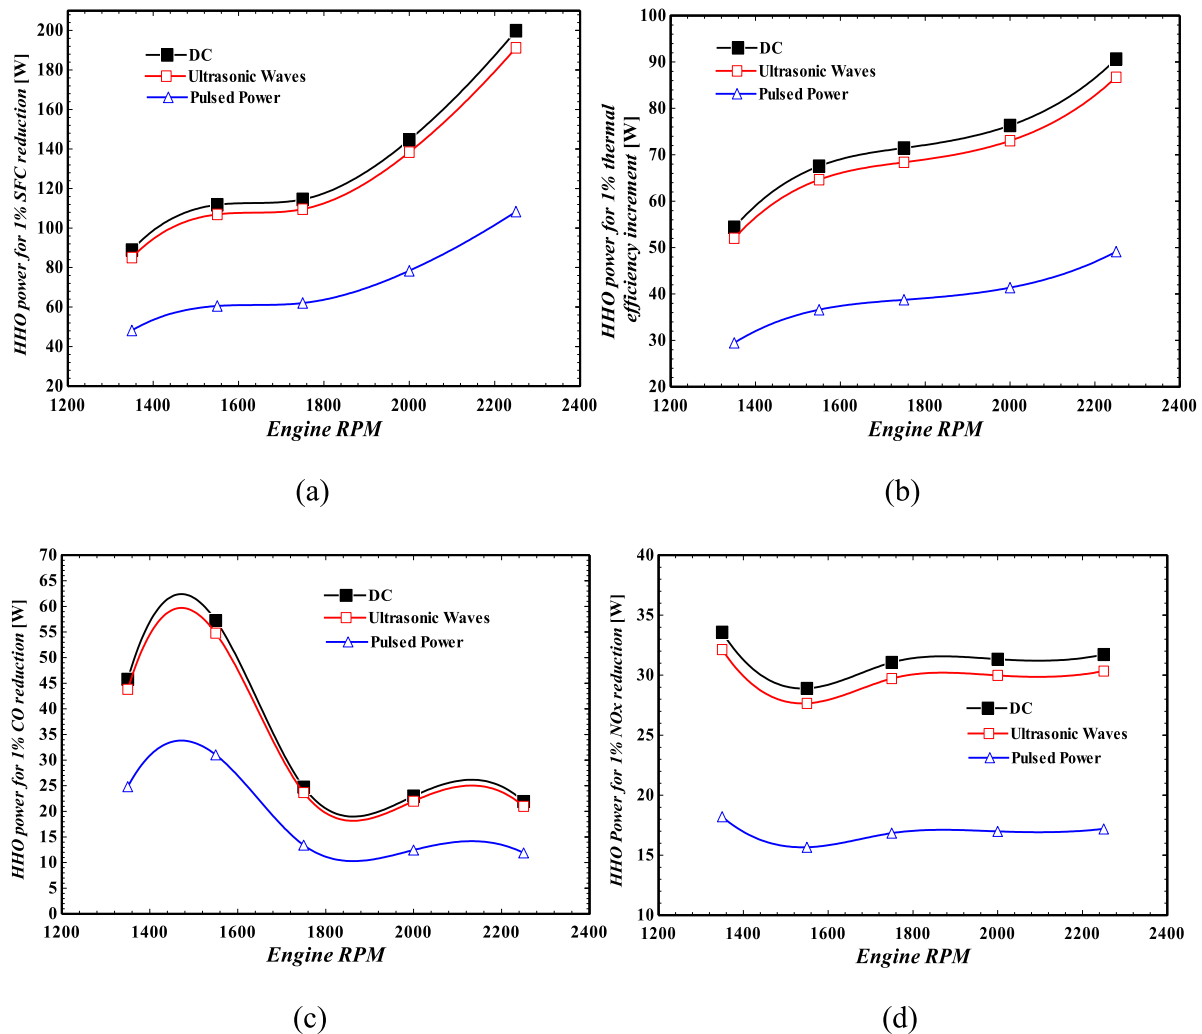 HHO power for 1% SFC reduction [W]
200
180
160
140
120
100
80
60
40
20
DC
Ultrasonic Waves
Pulsed Power
1200 1400 1600 1800 2000 2200 2400
Engine RPM
(a)
HHO power for 1% thermal
efficiency increment [W]
100
90
80
70
60
50
40
30
20
DC
Ultrasonic Waves
Pulsed Power
1200 1400 1600 1800 2000 2200 2400
Engine RPM
(b)
HHO power for 1% CO reduction [W]
70
65
60
55
50
45
40
35
30
25
20
15
10
5
0
DC
Ultrasonic Waves
Pulsed Power
1200 1400 1600 1800 2000 2200 2400
Engine RPM
(c)
HHO Power for 1% NOx reduction [W]
40
35
30
25
20
15
10
DC
Ultrasonic Waves
Pulsed Power
1200 1400 1600 1800 2000 2200 2400
Engine RPM
(d)